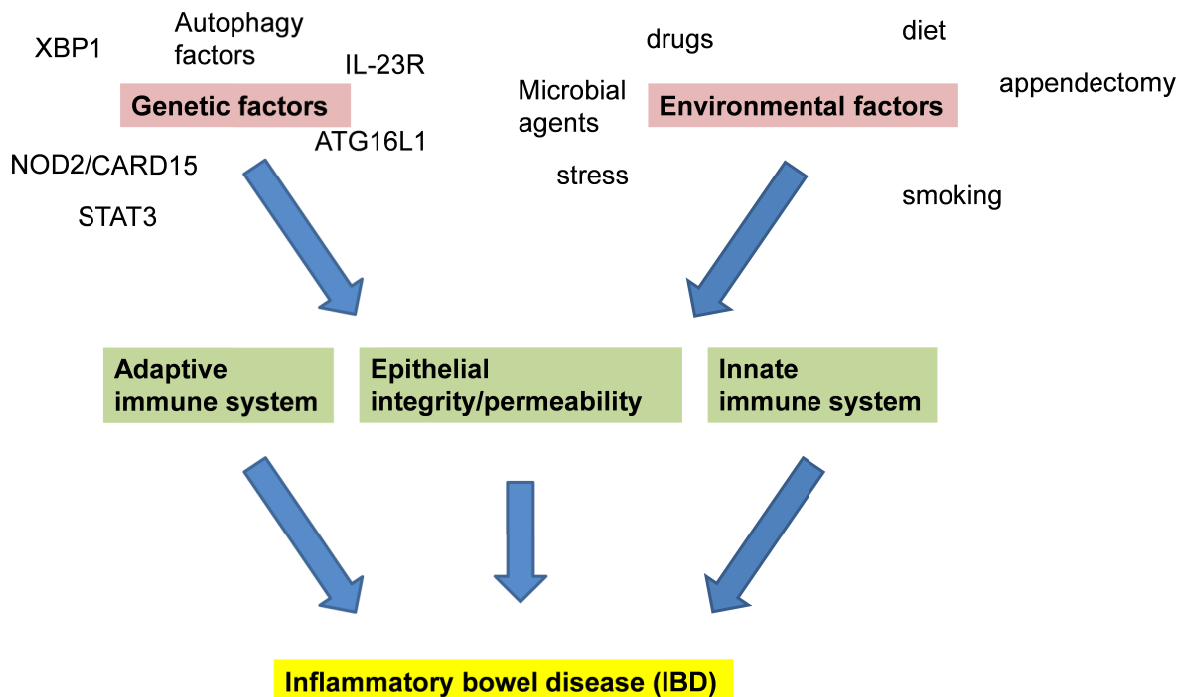 XBP1
Autophagy
factors
IL-23R
Genetic factors
ATG16L1
NOD2/CARD15
STAT3
drugs
diet
appendectomy
Microbial
agents
Environmental factors
stress
smoking
Adaptive
immune system
Epithelial
integrity/permeability
Innate
immune system
Inflammatory bowel disease (IBD)